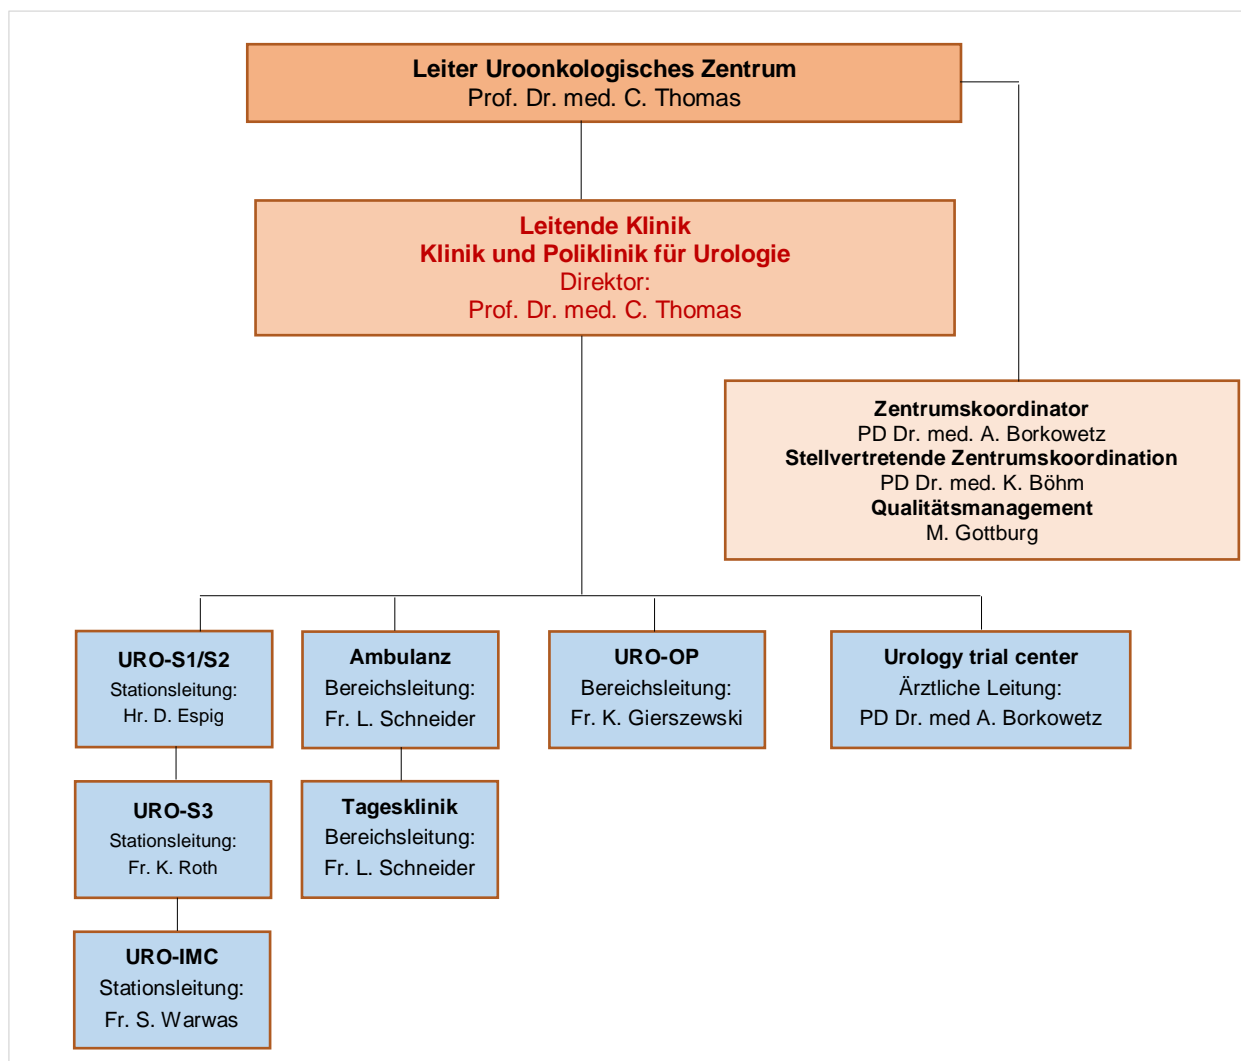 Leiter Uroonkologisches Zentrum
Prof. Dr. med. C. Thomas
Leitende Klinik
Klinik und Poliklinik für Urologie
Direktor:
Prof. Dr. med. C. Thomas
Zentrumskoordinator
PD Dr. med. A. Borkowetz
Stellvertretende Zentrumskoordination
PD Dr. med. K. Böhm
Qualitätsmanagement
M. Gottburg
URO-S1/S2
Stationsleitung:
Hr. D. Espig
Ambulanz
Bereichsleitung:
Fr. L. Schneider
URO-OP
Bereichsleitung:
Fr. K. Gierszewski
Urology trial center
Ärztliche Leitung:
PD Dr. med A. Borkowetz
URO-S3
Stationsleitung:
Fr. K. Roth
Tagesklinik
Bereichsleitung:
Fr. L. Schneider
URO-IMC
Stationsleitung:
Fr. S. Warwas